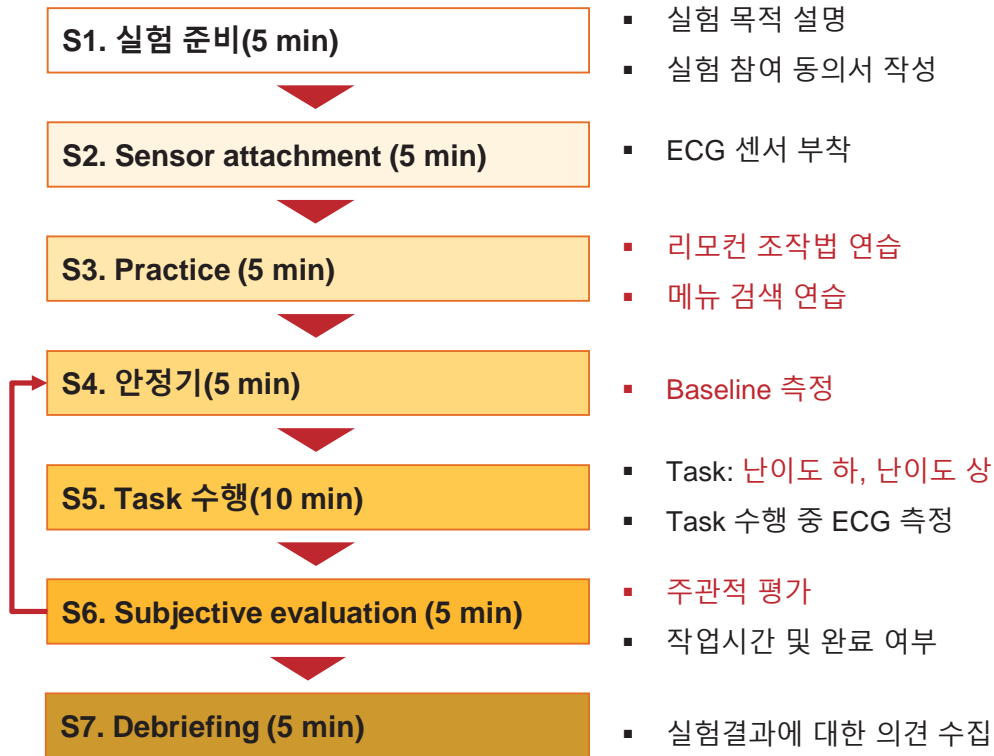 S1. 실험 준비(5 min)
▪ 실험 목적 설명
▪ 실험 참여 동의서 작성
S2. Sensor attachment (5 min)
▪ ECG 센서 부착
S3. Practice (5 min)
▪ 리모컨 조작법 연습
▪ 메뉴 검색 연습
S4. 안정기(5 min)
▪ Baseline 측정
S5. Task 수행(10 min)
▪ Task: 난이도 하, 난이도 상
▪ Task 수행 중 ECG 측정
S6. Subjective evaluation (5 min)
▪ 주관적 평가
▪ 작업시간 및 완료 여부
S7. Debriefing (5 min)
▪ 실험결과에 대한 의견 수집